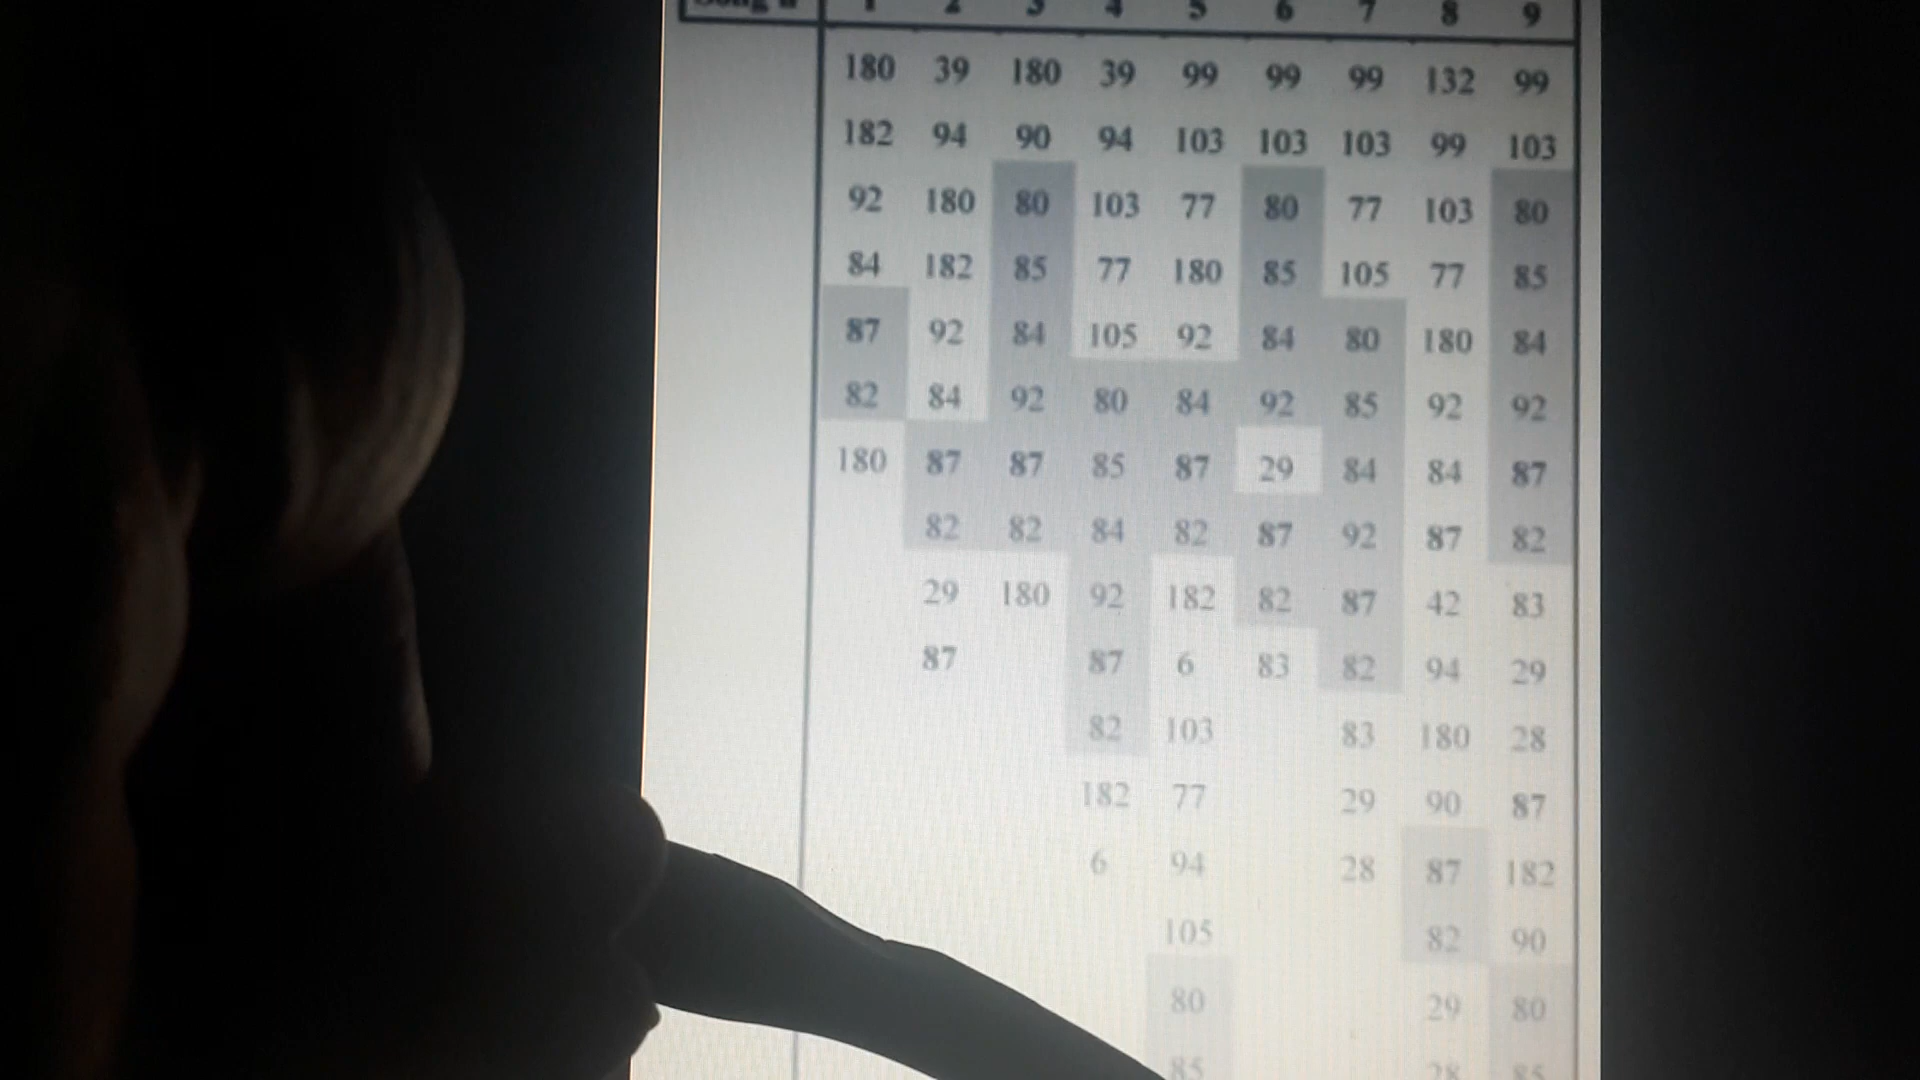 Song # 1 2 3 4 5 6 7 8 9
180 39 180 39 99 99 99 132 99
182 94 90 94 103 103 103 99 103
92 180 80 103 77 80 77 103 80
84 182 85 77 180 85 105 77 85
87 92 84 105 92 84 80 180 84
82 84 92 80 84 92 85 92 92
180 87 87 85 87 29 84 84 87
82 82 84 82 87 92 87 82
29 180 92 182 82 87 42 83
87 87 6 83 82 94 29
82 103 83 180 28
182 77 29 90 87
6 94 28 87 182
105 82 90
80 29 80
85 28 85